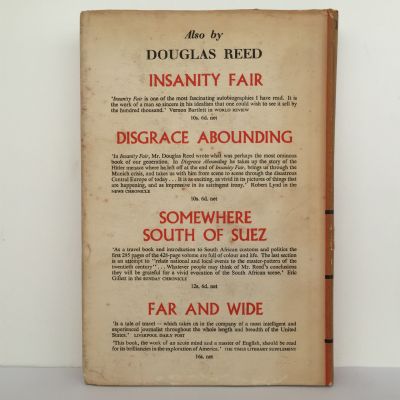 Also by
DOUGLAS REED
INSANITY FAIR
'Insanity Fair is one of the most fascinating autobiographies I have read. It is
the work of a man so sincere in his idealism that one could wish to see it sell by
the hundred thousand.' Vernon Bartlett in WORLD REVIEW
10s. 6d. net
DISGRACE ABOUNDING
'In Insanity Fair, Mr. Douglas Reed wrote what was perhaps the most ominous
book of our generation. In Disgrace Abounding he takes up the story of the
Hitler menace where he left off at the end of Insanity Fair, brings us through the
Munich crisis, and takes us with him from scene to scene through the disastrous
Central Europe of today . . . It is as exciting, as vivid in its pictures of things that
are happening, and as impressive in its astringent irony.' Robert Lynd in the
NEWS CHRONICLE
10s. 6d. net
SOMEWHERE
SOUTH OF SUEZ
'As a travel book and introduction to South African customs and politics the
first 295 pages of the 426-page volume are full of colour and life. The last section
is an attempt to "relate national and local events to the master-pattern of the
twentieth century". . . Whatever people may think of Mr. Reed's conclusions
they will be grateful for a vivid evocation of the South African scene.' Eric
Gillett in the SUNDAY CHRONICLE
12s. 6d. net
FAR AND WIDE
'Is a tale of travel — which takes us in the company of a most intelligent and
experienced journalist throughout the whole length and breadth of the United
States.' LIVERPOOL DAILY POST
'This book, the work of an acute mind and a master of English, should be read
for its brilliancies in the exploration of America.' THE TIMES LITERARY SUPPLEMENT
16s. net